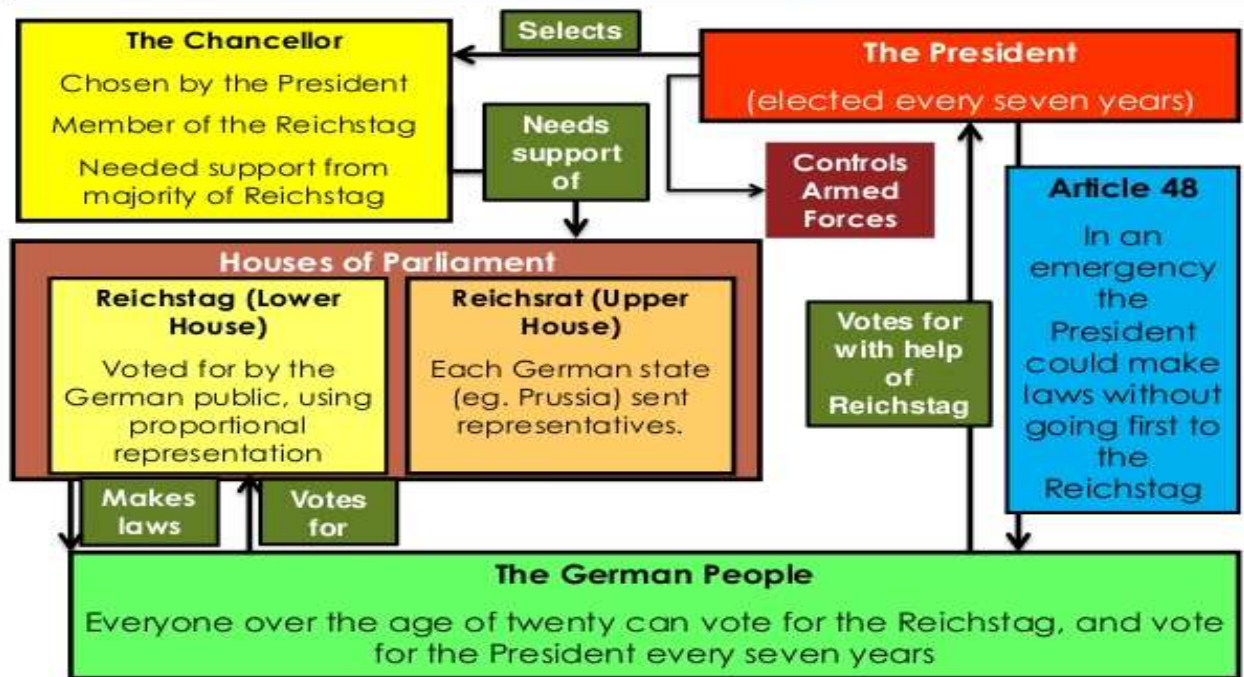 The Chancellor
Chosen by the President
Member of the Reichstag
Needed support from
majority of Reichstag
Selects
The President
(elected every seven years)
Needs
support
of
Controls
Armed
Forces
Article 48
In an
emergency
the
President
could make
laws without
going first to
the
Reichstag
Houses of Parliament
Reichstag (Lower
House)
Voted for by the
German public, using
proportional
representation
Reichsrat (Upper
House)
Each German state
(eg. Prussia) sent
representatives.
Votes for
with help
of
Reichstag
Makes
laws
Votes
for
The German People
Everyone over the age of twenty can vote for the Reichstag, and vote
for the President every seven years